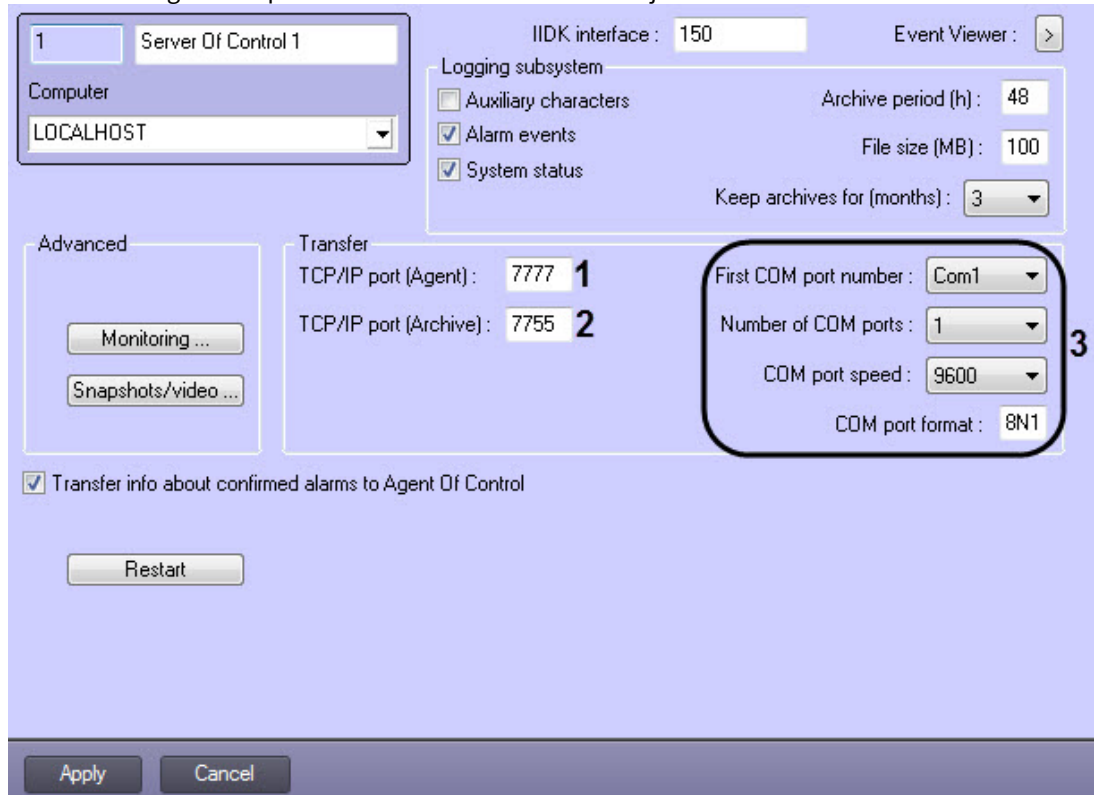 1 Server Of Control 1
Computer
LOCALHOST
IIDK interface : 150 Event Viewer : >
Logging subsystem
Auxiliary characters
Alarm events
System status
Archive period (h) : 48
File size (MB) : 100
Keep archives for (months) : 3
Advanced
Monitoring ...
Snapshots/video ...
Transfer
TCP/IP port (Agent) : 7777 1
TCP/IP port (Archive) : 7755 2
First COM port number : Com1
Number of COM ports : 1
COM port speed : 9600
COM port format : 8N1
3
Transfer info about confirmed alarms to Agent Of Control
Restart
Apply Cancel